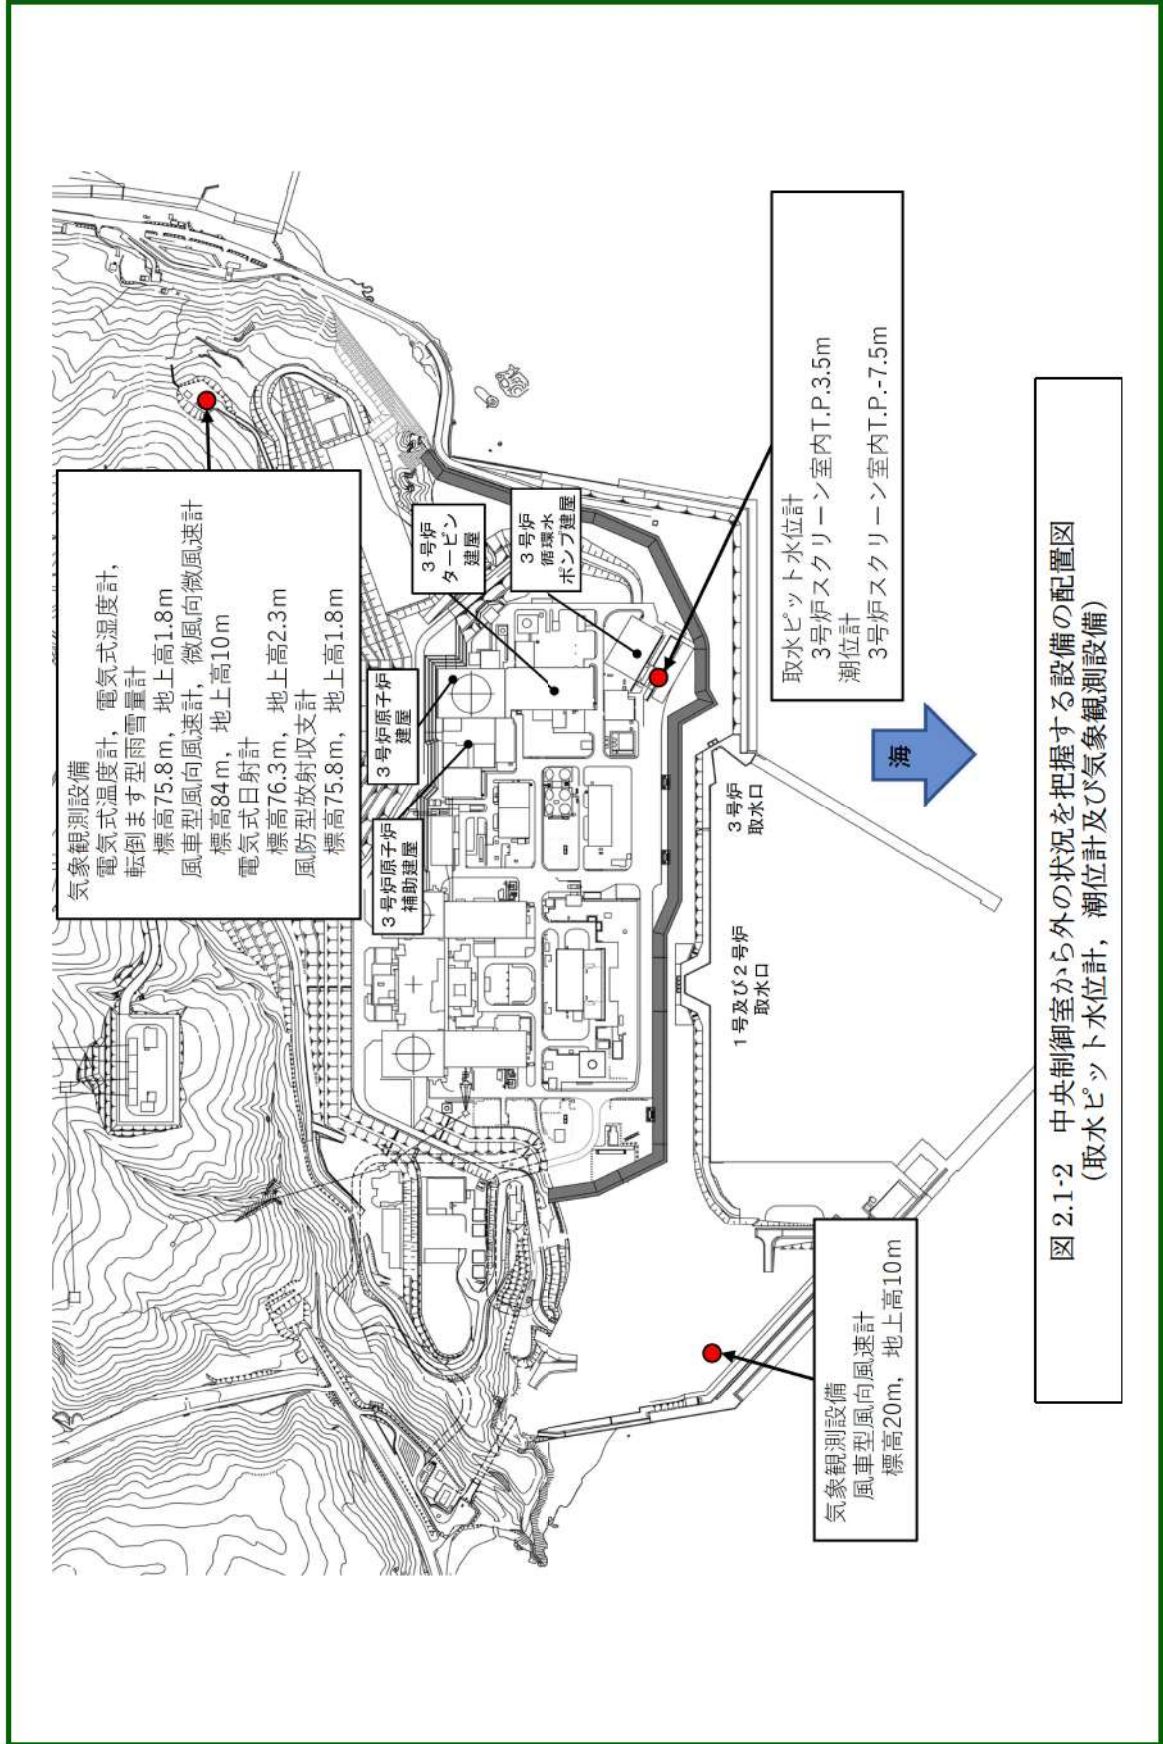 気象観測設備
電気式温度計，電気式湿度計，
転倒ます型雨雪量計
標高75.8m，地上高1.8m
風車型風向風速計，微風向微風速計
標高84m，地上高10m
電気式日射計
標高76.3m，地上高2.3m
風防型放射収支計
標高75.8m，地上高1.8m
3号炉原子炉
補助建屋
3号炉原子炉
建屋
3号炉
タービン
建屋
3号炉
循環水
ポンプ建屋
1号及び2号炉
取水口
3号炉
取水口
気象観測設備
風車型風向風速計
標高20m，地上高10m
海
取水ピット水位計
3号炉スクリーン室内T.P.3.5m
潮位計
3号炉スクリーン室内T.P.-7.5m
図 2.1-2　中央制御室から外の状況を把握する設備の配置図
(取水ピット水位計，潮位計及び気象観測設備)